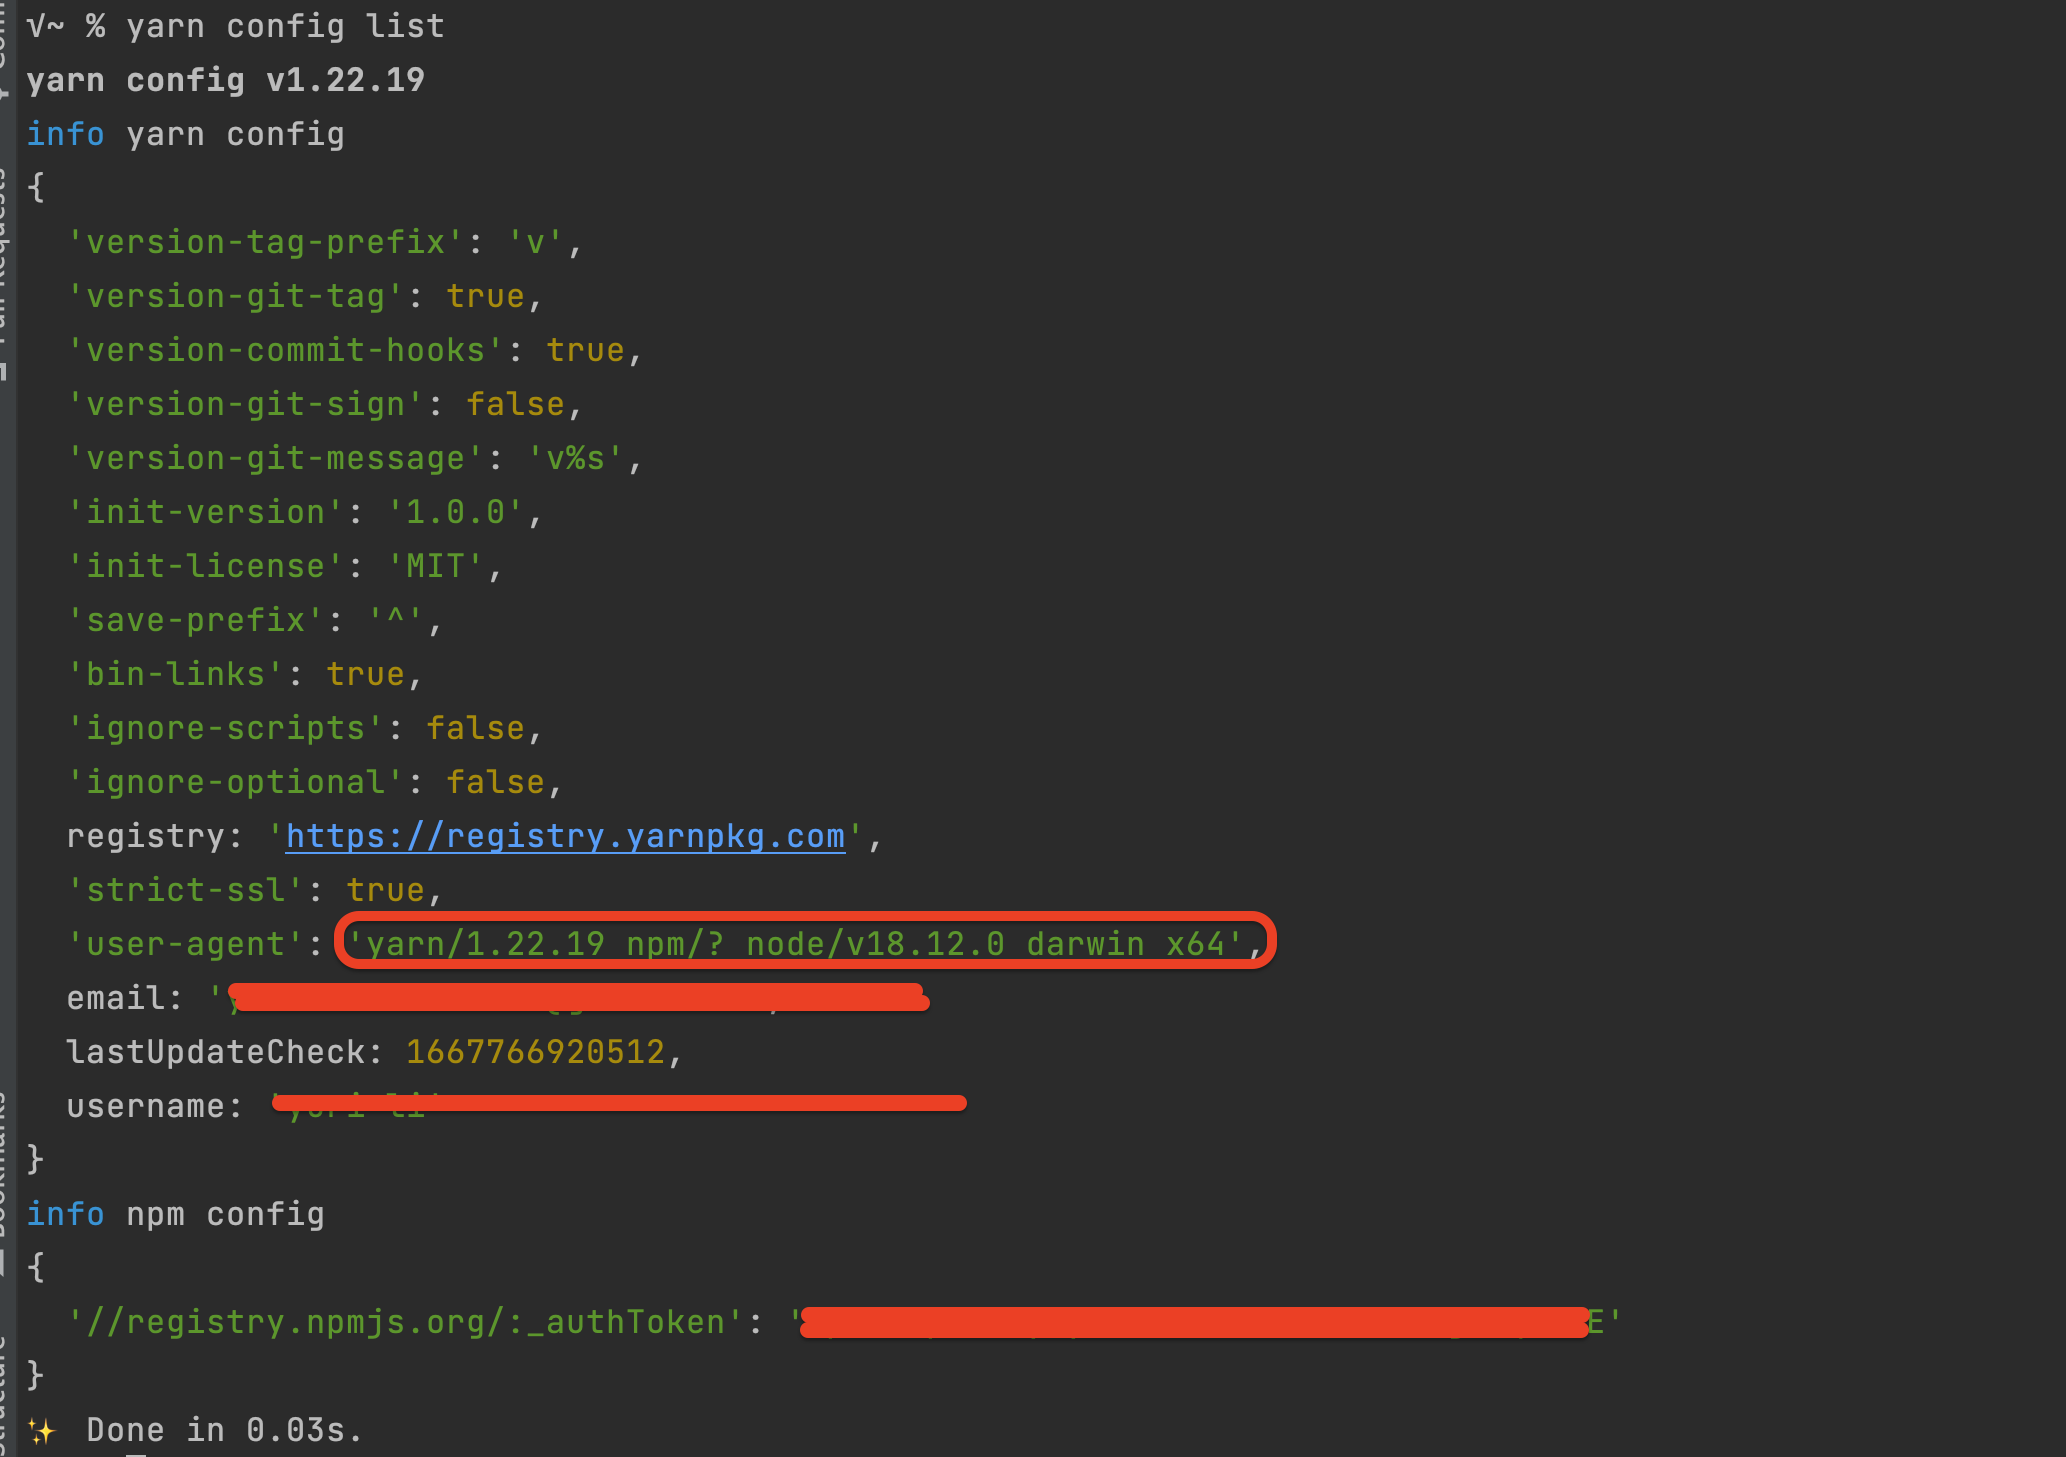 √~ % yarn config list
yarn config v1.22.19
info yarn config
{
  'version-tag-prefix': 'v',
  'version-git-tag': true,
  'version-commit-hooks': true,
  'version-git-sign': false,
  'version-git-message': 'v%s',
  'init-version': '1.0.0',
  'init-license': 'MIT',
  'save-prefix': '^',
  'bin-links': true,
  'ignore-scripts': false,
  'ignore-optional': false,
  registry: 'https://registry.yarnpkg.com',
  'strict-ssl': true,
  'user-agent': 'yarn/1.22.19 npm/? node/v18.12.0 darwin x64',
  email: '
  lastUpdateCheck: 1667766920512,
  username:
}
info npm config
{
  '//registry.npmjs.org/:_authToken': 'E'
}
✨ Done in 0.03s.
Bookmarks